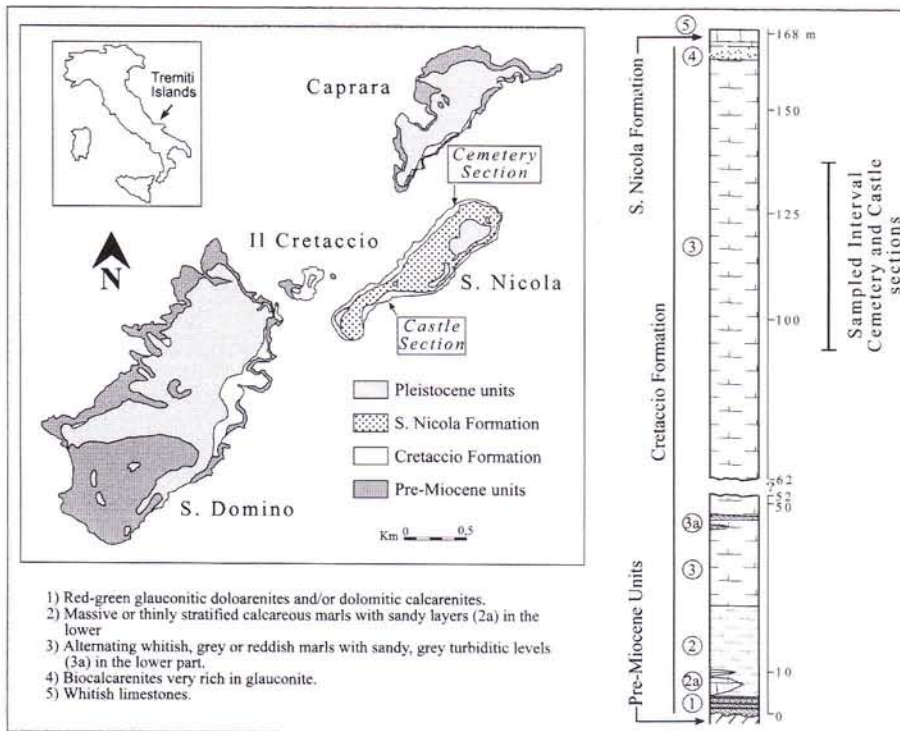 Tremiti
Islands
Caprara
Cemetery
Section
Il Cretaccio
N
S. Nicola
Castle
Section
Pleistocene units
S. Nicola Formation
Cretaccio Formation
Pre-Miocene units
S. Domino
Km 0 0,5
1) Red-green glauconitic doloarenites and/or dolomitic calcarenites.
2) Massive or thinly stratified calcareous marls with sandy layers (2a) in the
lower
3) Alternating whitish, grey or reddish marls with sandy, grey turbiditic levels
(3a) in the lower part.
4) Biocalcarenites very rich in glauconite.
5) Whitish limestones.
S. Nicola Formation
Cretaccio Formation
Pre-Miocene Units
5
4
3
3a
3
2
2a
1
168 m
150
125
100
62
52
50
10
0
Sampled Interval
Cemetery and Castle
sections